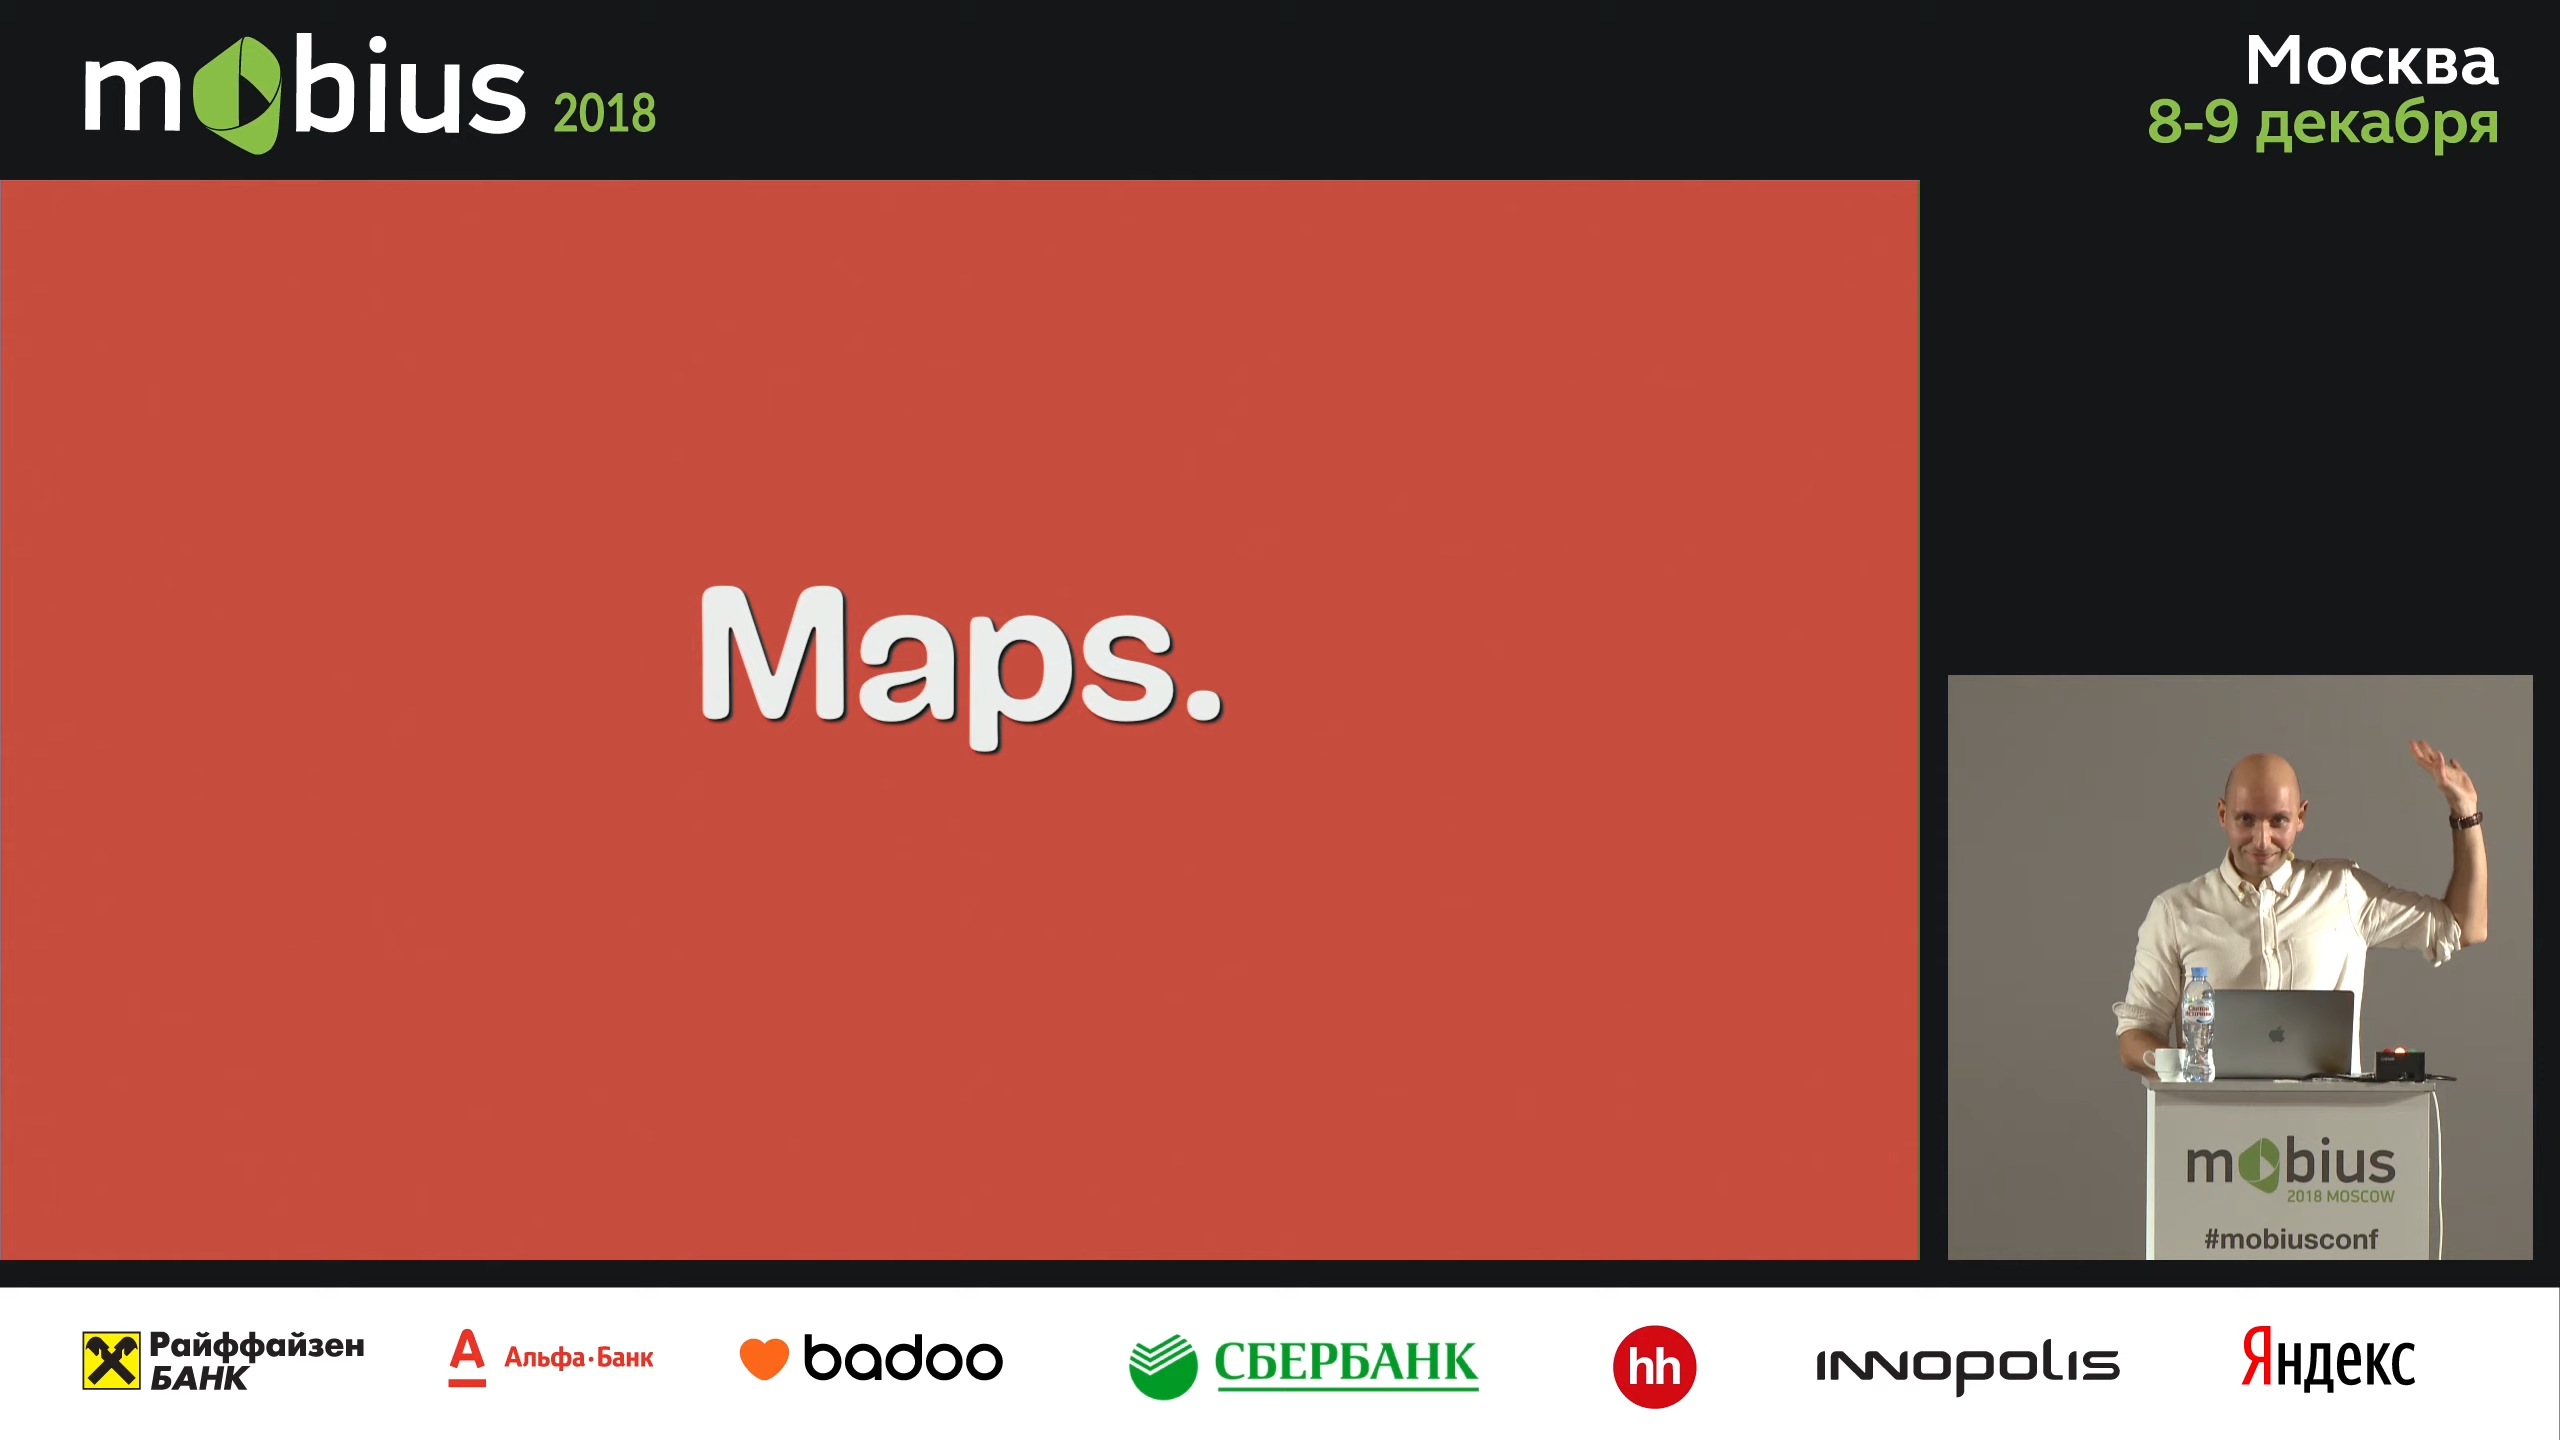 mobius 2018
Москва
8-9 декабря
Maps.
mobius
2018 MOSCOW
#mobiusconf
Райффайзен
БАНК
Альфа·Банк
badoo
СБЕРБАНК
hh
INNOPOLIS
Яндекс